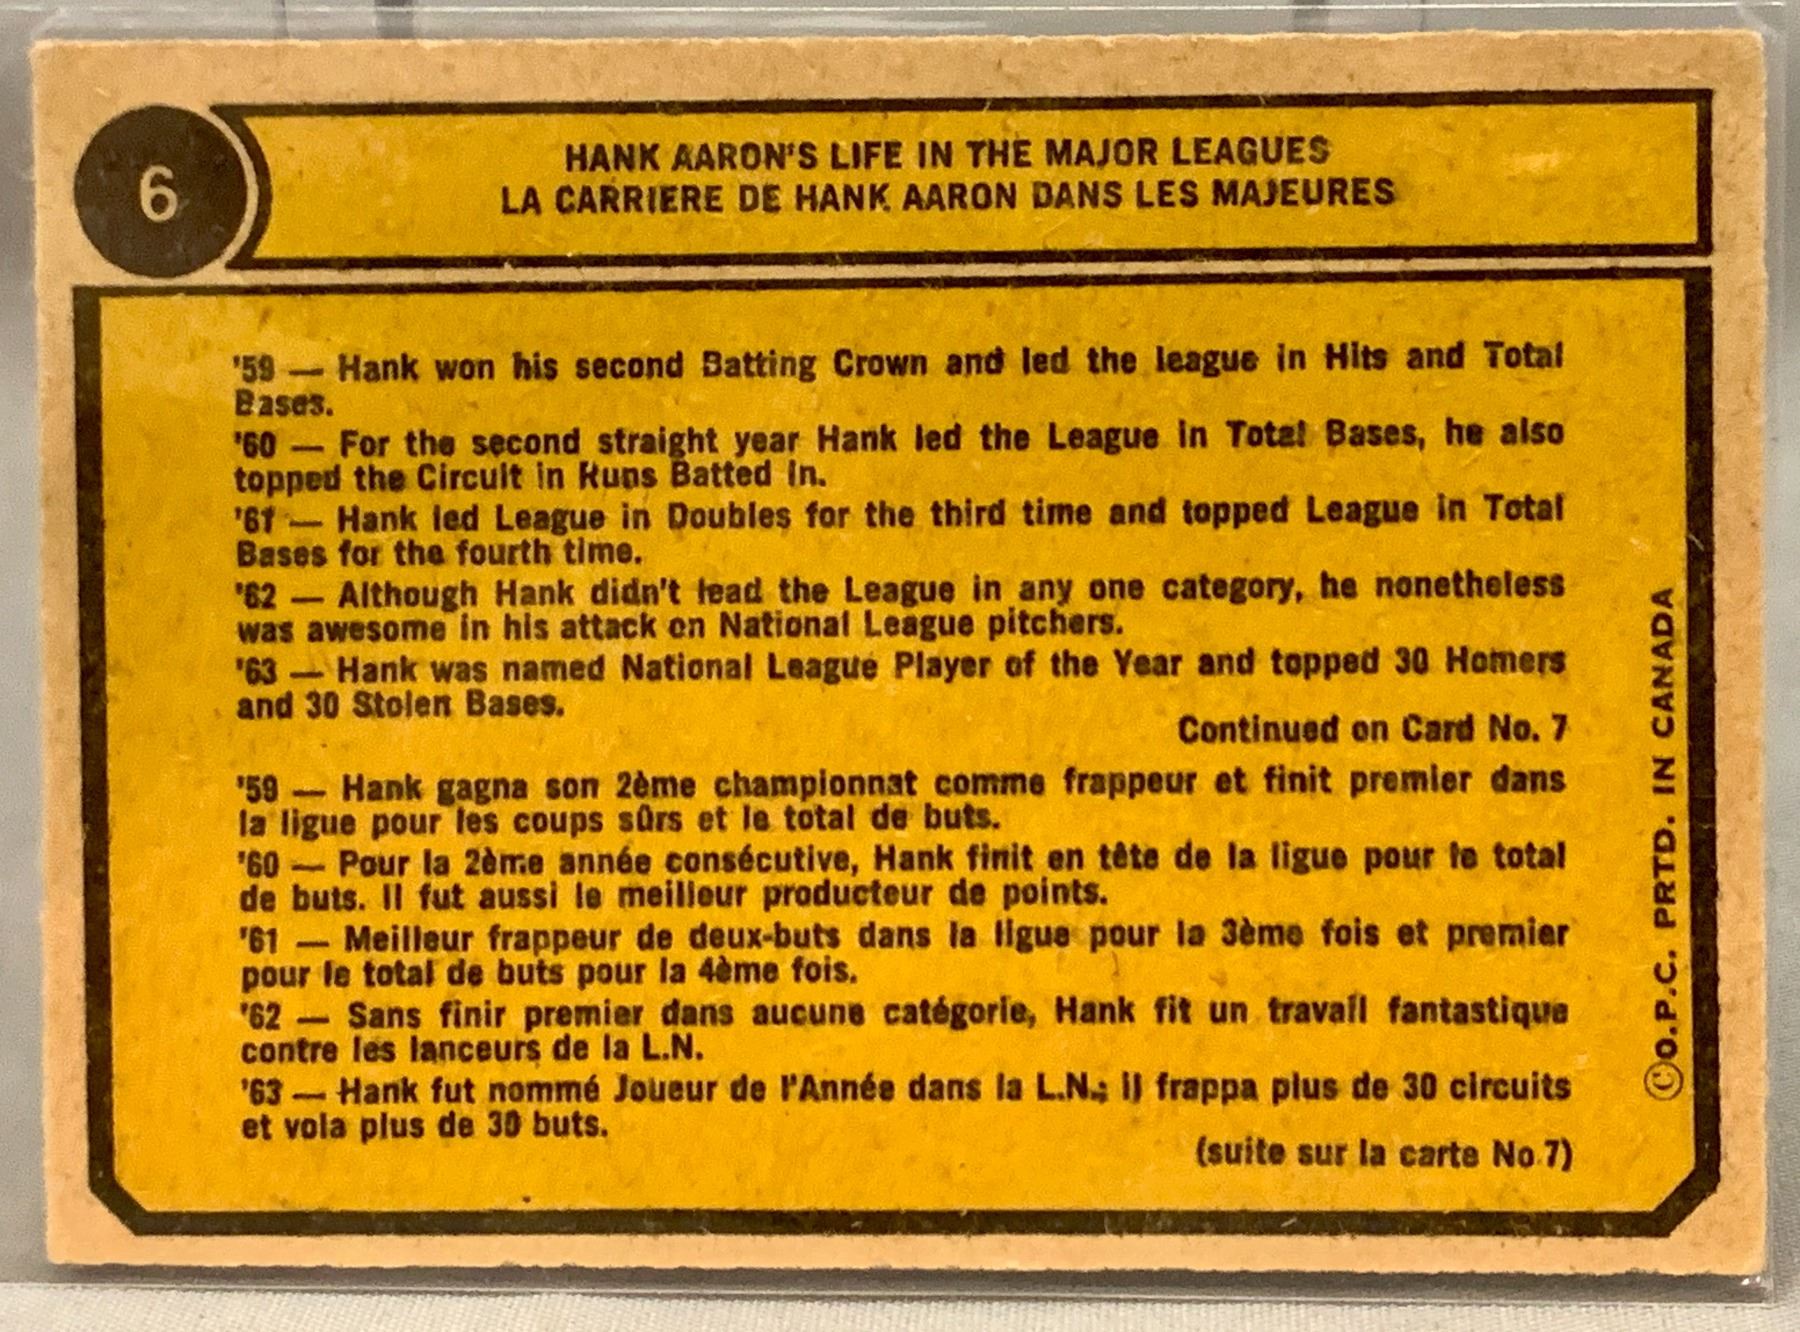 6
HANK AARON'S LIFE IN THE MAJOR LEAGUES
LA CARRIERE DE HANK AARON DANS LES MAJEURES
'59 — Hank won his second Batting Crown and led the league in Hits and Total
Bases.
'60 — For the second straight year Hank led the League in Total Bases, he also
topped the Circuit in Runs Batted In.
'61 — Hank led League in Doubles for the third time and topped League in Total
Bases for the fourth time.
'62 — Although Hank didn't lead the League in any one category, he nonetheless
was awesome in his attack on National League pitchers.
'63 — Hank was named National League Player of the Year and topped 30 Homers
and 30 Stolen Bases.
Continued on Card No. 7
'59 — Hank gagna son 2ème championnat comme frappeur et finit premier dans
la ligue pour les coups sûrs et le total de buts.
'60 — Pour la 2ème année consécutive, Hank finit en tête de la ligue pour le total
de buts. Il fut aussi le meilleur producteur de points.
'61 — Meilleur frappeur de deux-buts dans la ligue pour la 3ème fois et premier
pour le total de buts pour la 4ème fois.
'62 — Sans finir premier dans aucune catégorie, Hank fit un travail fantastique
contre les lanceurs de la L.N.
'63 — Hank fut nommé Joueur de l'Année dans la L.N.; il frappa plus de 30 circuits
et vola plus de 30 buts.
(suite sur la carte No 7)
©O.P.C. PRTD. IN CANADA